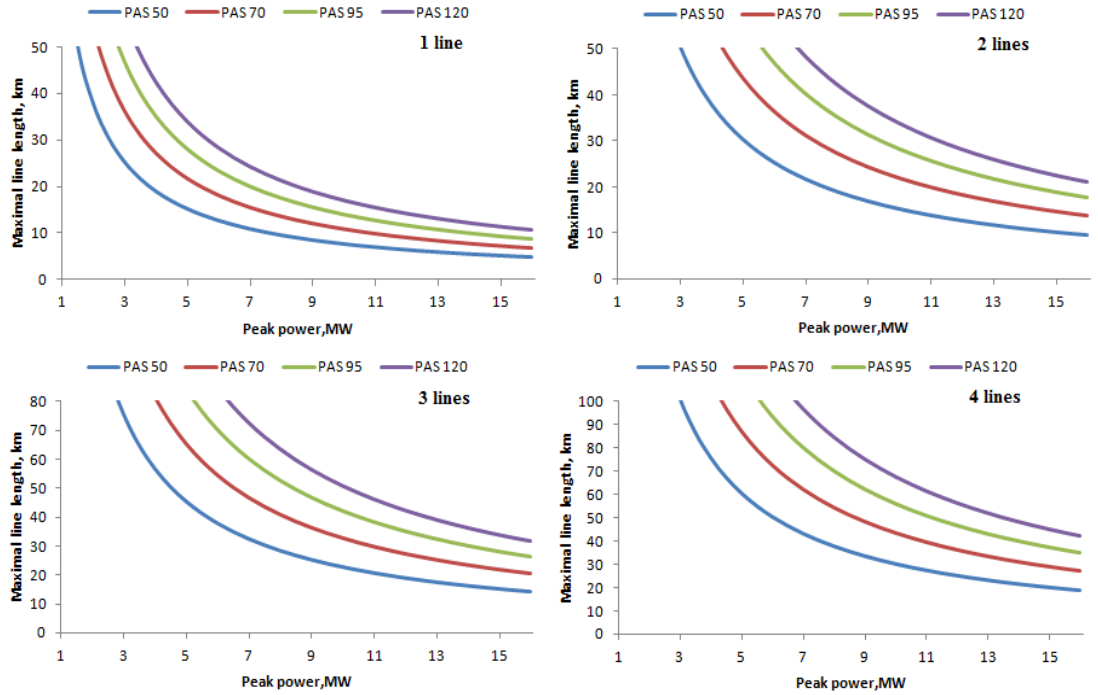 PAS 50 PAS 70 PAS 95 PAS 120
1 line
Maximal line length, km
50
40
30
20
10
0
1 3 5 7 9 11 13 15
Peak power,MW
PAS 50 PAS 70 PAS 95 PAS 120
2 lines
Maximal line length, km
50
40
30
20
10
0
1 3 5 7 9 11 13 15
Peak power,MW
PAS 50 PAS 70 PAS 95 PAS 120
3 lines
Maximal line length, km
80
70
60
50
40
30
20
10
0
1 3 5 7 9 11 13 15
Peak power,MW
PAS 50 PAS 70 PAS 95 PAS 120
4 lines
Maximal line length, km
100
90
80
70
60
50
40
30
20
10
0
1 3 5 7 9 11 13 15
Peak power,MW